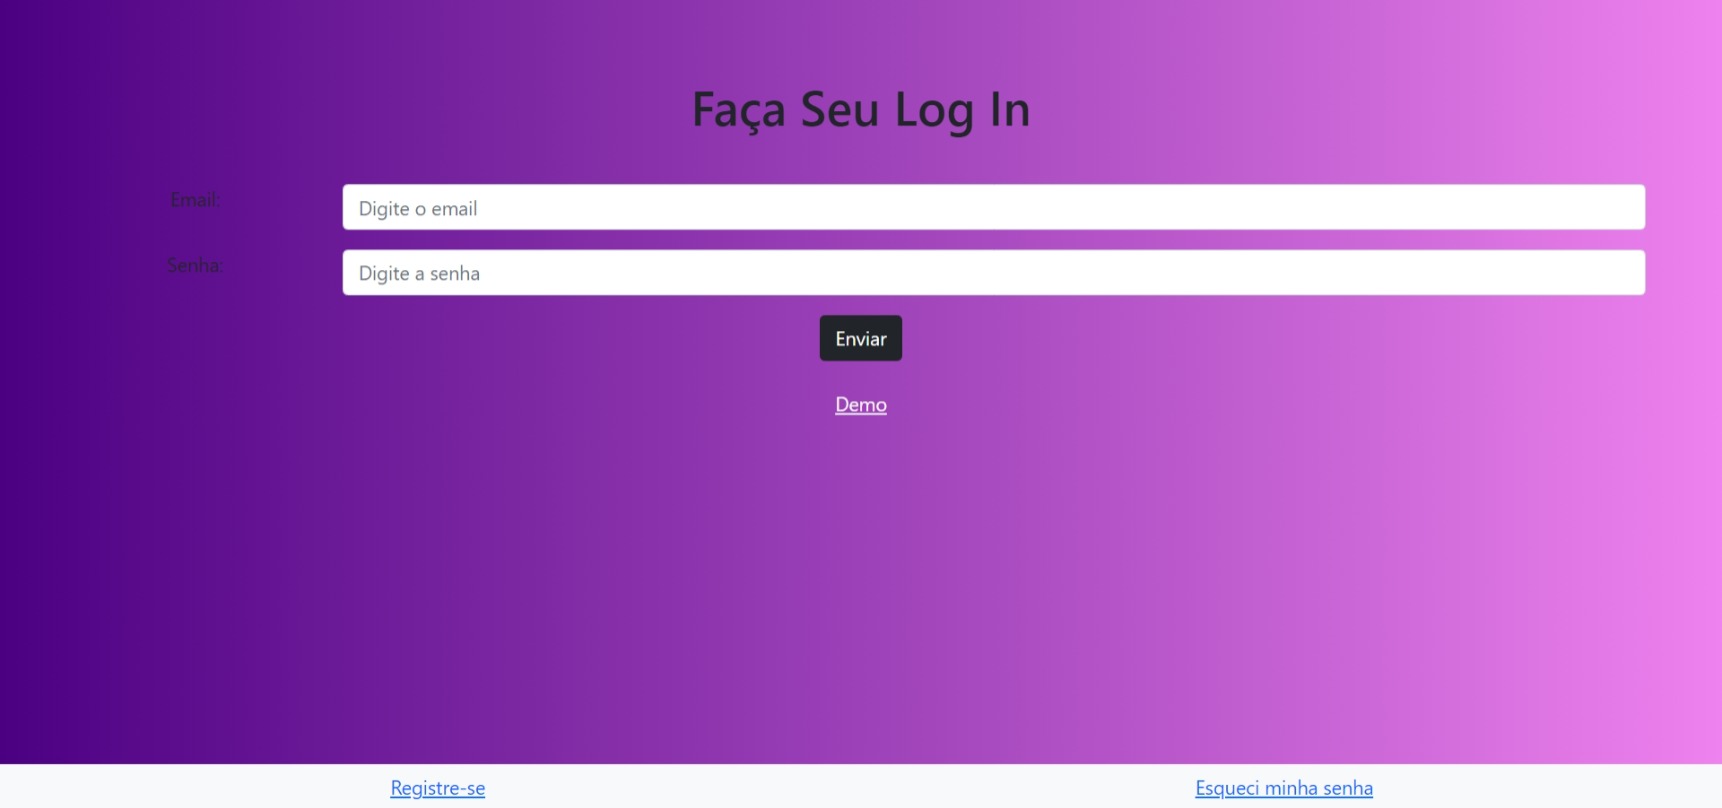 Faça Seu Log In
Email:
Digite o email
Senha:
Digite a senha
Enviar
Demo
Registre-se
Esqueci minha senha